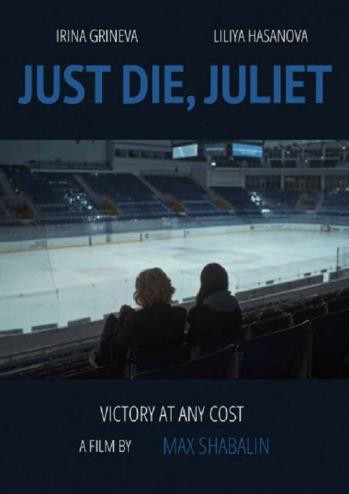 IRINA GRINEVA LILIYA HASANOVA
JUST DIE, JULIET
VICTORY AT ANY COST
A FILM BY MAX SHABALIN